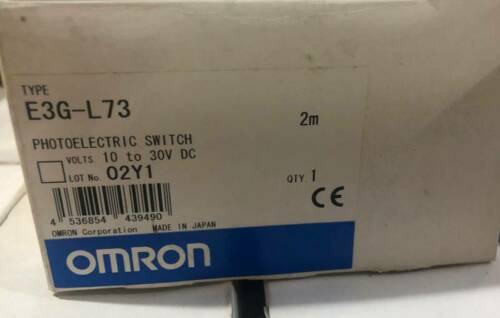 TYPE
E3G-L73 2m
PHOTOELECTRIC SWITCH
VOLTS. 10 to 30V DC
LOT No. 02Y1 QTY. 1
CE
4 536854 439490
OMRON Corporation MADE IN JAPAN
OMRON